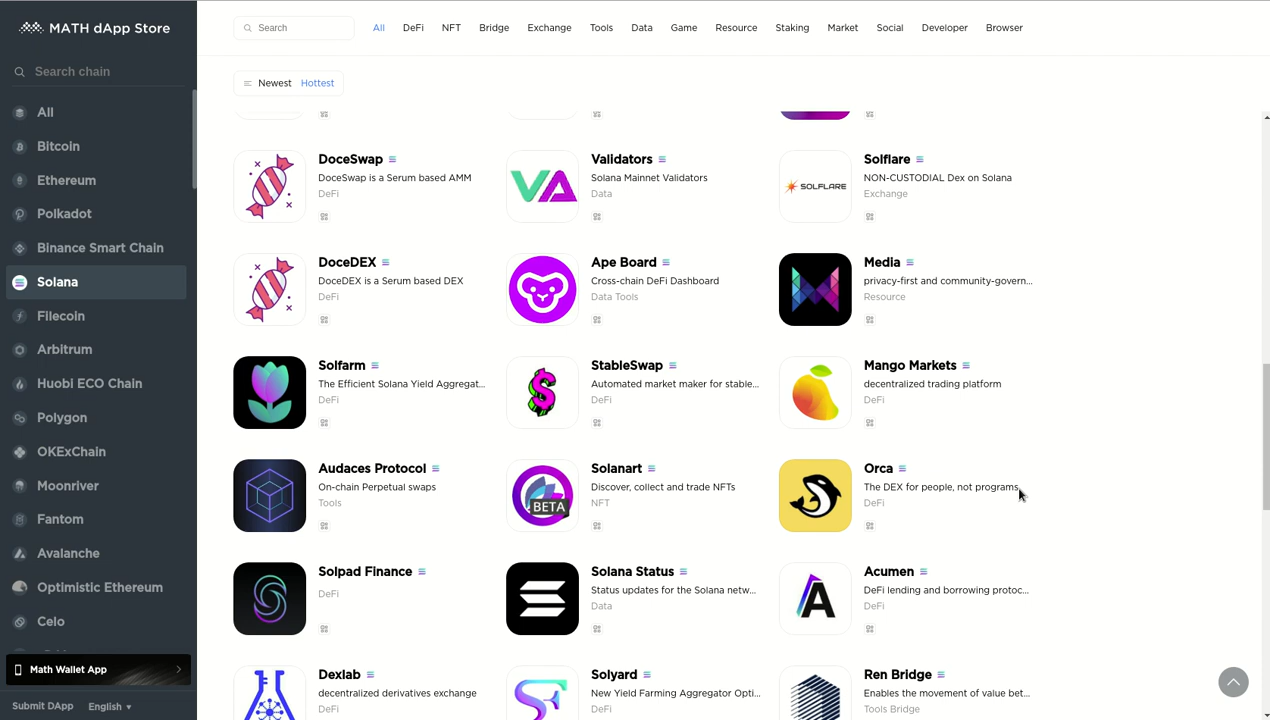 MATH dApp Store
Search chain
All
Bitcoin
Ethereum
Polkadot
Binance Smart Chain
Solana
Filecoin
Arbitrum
Huobi ECO Chain
Polygon
OKExChain
Moonriver
Fantom
Avalanche
Optimistic Ethereum
Celo
Math Wallet App
Submit DApp
English
Search
All
DeFi
NFT
Bridge
Exchange
Tools
Data
Game
Resource
Staking
Market
Social
Developer
Browser
Newest
Hottest
DoceSwap
DoceSwap is a Serum based AMM
DeFi
Validators
Solana Mainnet Validators
Data
SOLFLARE
Solflare
NON-CUSTODIAL Dex on Solana
Exchange
DoceDEX
DoceDEX is a Serum based DEX
DeFi
Ape Board
Cross-chain DeFi Dashboard
Data Tools
Media
privacy-first and community-govern...
Resource
Solfarm
The Efficient Solana Yield Aggregat...
DeFi
StableSwap
Automated market maker for stable...
DeFi
Mango Markets
decentralized trading platform
DeFi
Audaces Protocol
On-chain Perpetual swaps
Tools
BETA
Solanart
Discover, collect and trade NFTs
NFT
Orca
The DEX for people, not programs.
DeFi
Solpad Finance
DeFi
Solana Status
Status updates for the Solana netw...
Data
Acumen
DeFi lending and borrowing protoc...
DeFi
Dexlab
decentralized derivatives exchange
DeFi
Solyard
New Yield Farming Aggregator Opti...
DeFi
Ren Bridge
Enables the movement of value bet...
Tools Bridge